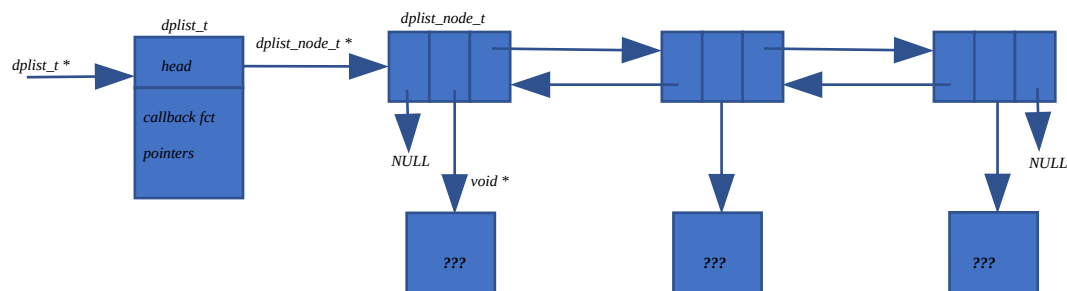 dplist_t
dplist_node_t
dplist_node_t *
dplist_t *
head
callback fct
pointers
NULL
NULL
void *
???
???
???